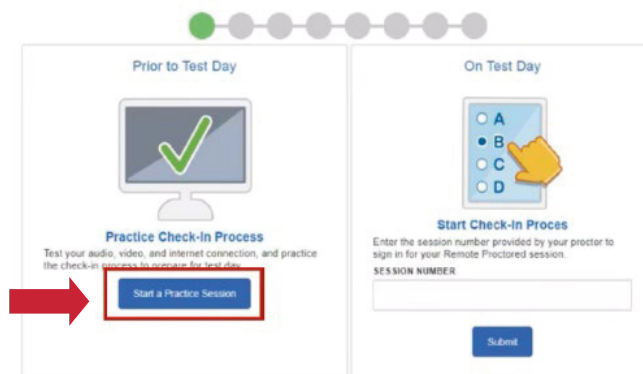 Prior to Test Day
Practice Check-In Process
Test your audio, video, and internet connection, and practice
the check-in process to prepare for test day.
Start a Practice Session
On Test Day
A
B
C
D
Start Check-In Proces
Enter the session number provided by your proctor to
sign in for your Remote Proctored session.
SESSION NUMBER
Submit